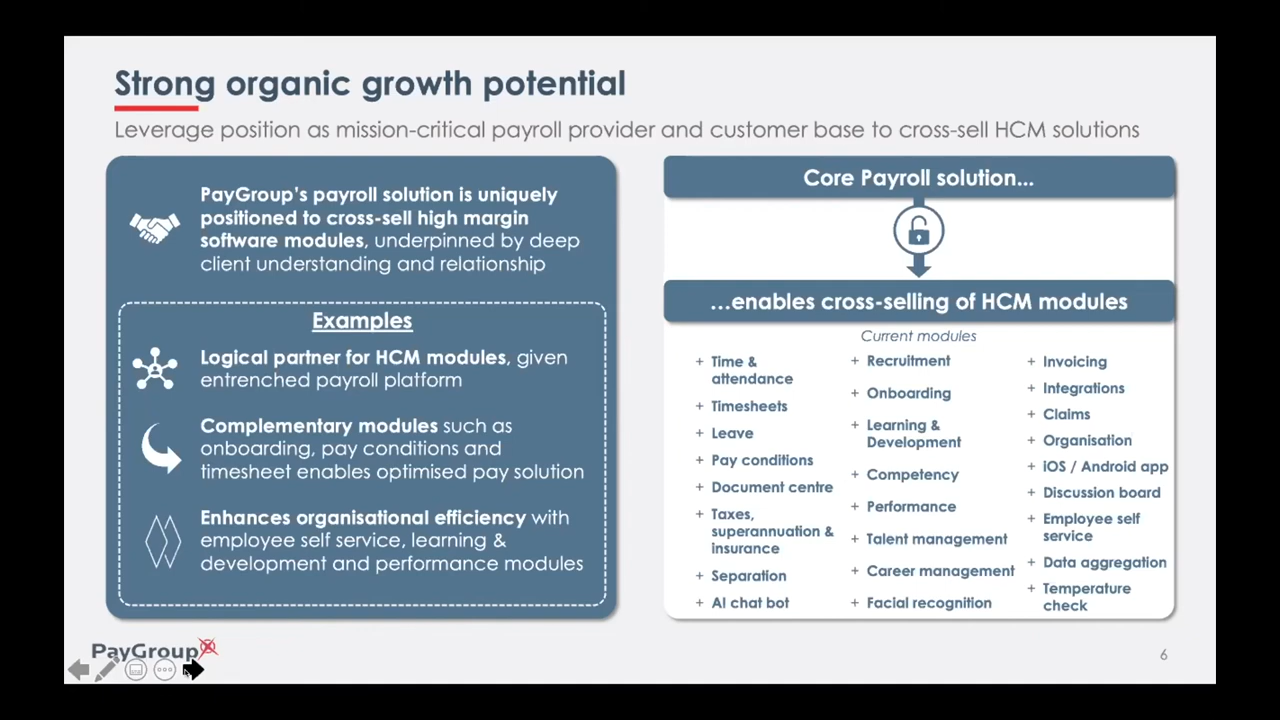 Strong organic growth potential
Leverage position as mission-critical payroll provider and customer base to cross-sell HCM solutions
PayGroup's payroll solution is uniquely
positioned to cross-sell high margin
software modules, underpinned by deep
client understanding and relationship
Examples
Logical partner for HCM modules, given
entrenched payroll platform
Complementary modules such as
onboarding, pay conditions and
timesheet enables optimised pay solution
Enhances organisational efficiency with
employee self service, learning &
development and performance modules
Core Payroll solution...
...enables cross-selling of HCM modules
Current modules
+ Time &
attendance
+ Timesheets
+ Leave
+ Pay conditions
+ Document centre
+ Taxes,
superannuation &
insurance
+ Separation
+ AI chat bot
+ Recruitment
+ Onboarding
+ Learning &
Development
+ Competency
+ Performance
+ Talent management
+ Career management
+ Facial recognition
+ Invoicing
+ Integrations
+ Claims
+ Organisation
+ iOS / Android app
+ Discussion board
+ Employee self
service
+ Data aggregation
+ Temperature
check
PayGroup
6